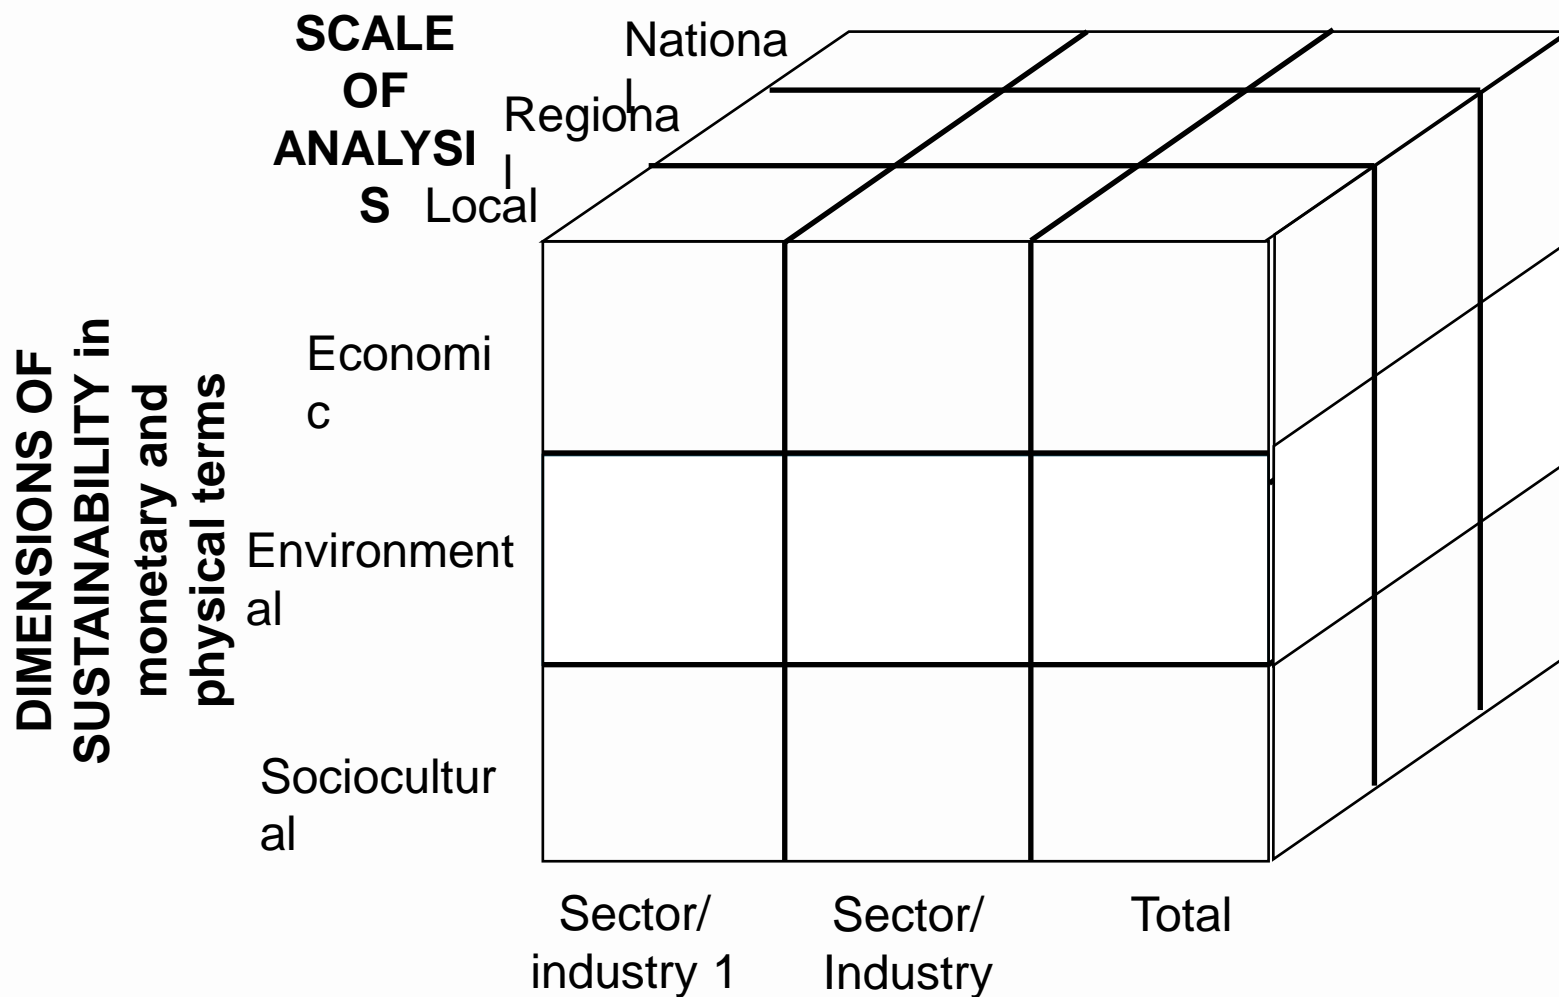 SCALE
OF
ANALYSI
S
Nationa
l
Regiona
l
Local
DIMENSIONS OF
SUSTAINABILITY in
monetary and
physical terms
Economi
c
Environment
al
Sociocultur
al
Sector/
industry 1
Sector/
Industry
Total